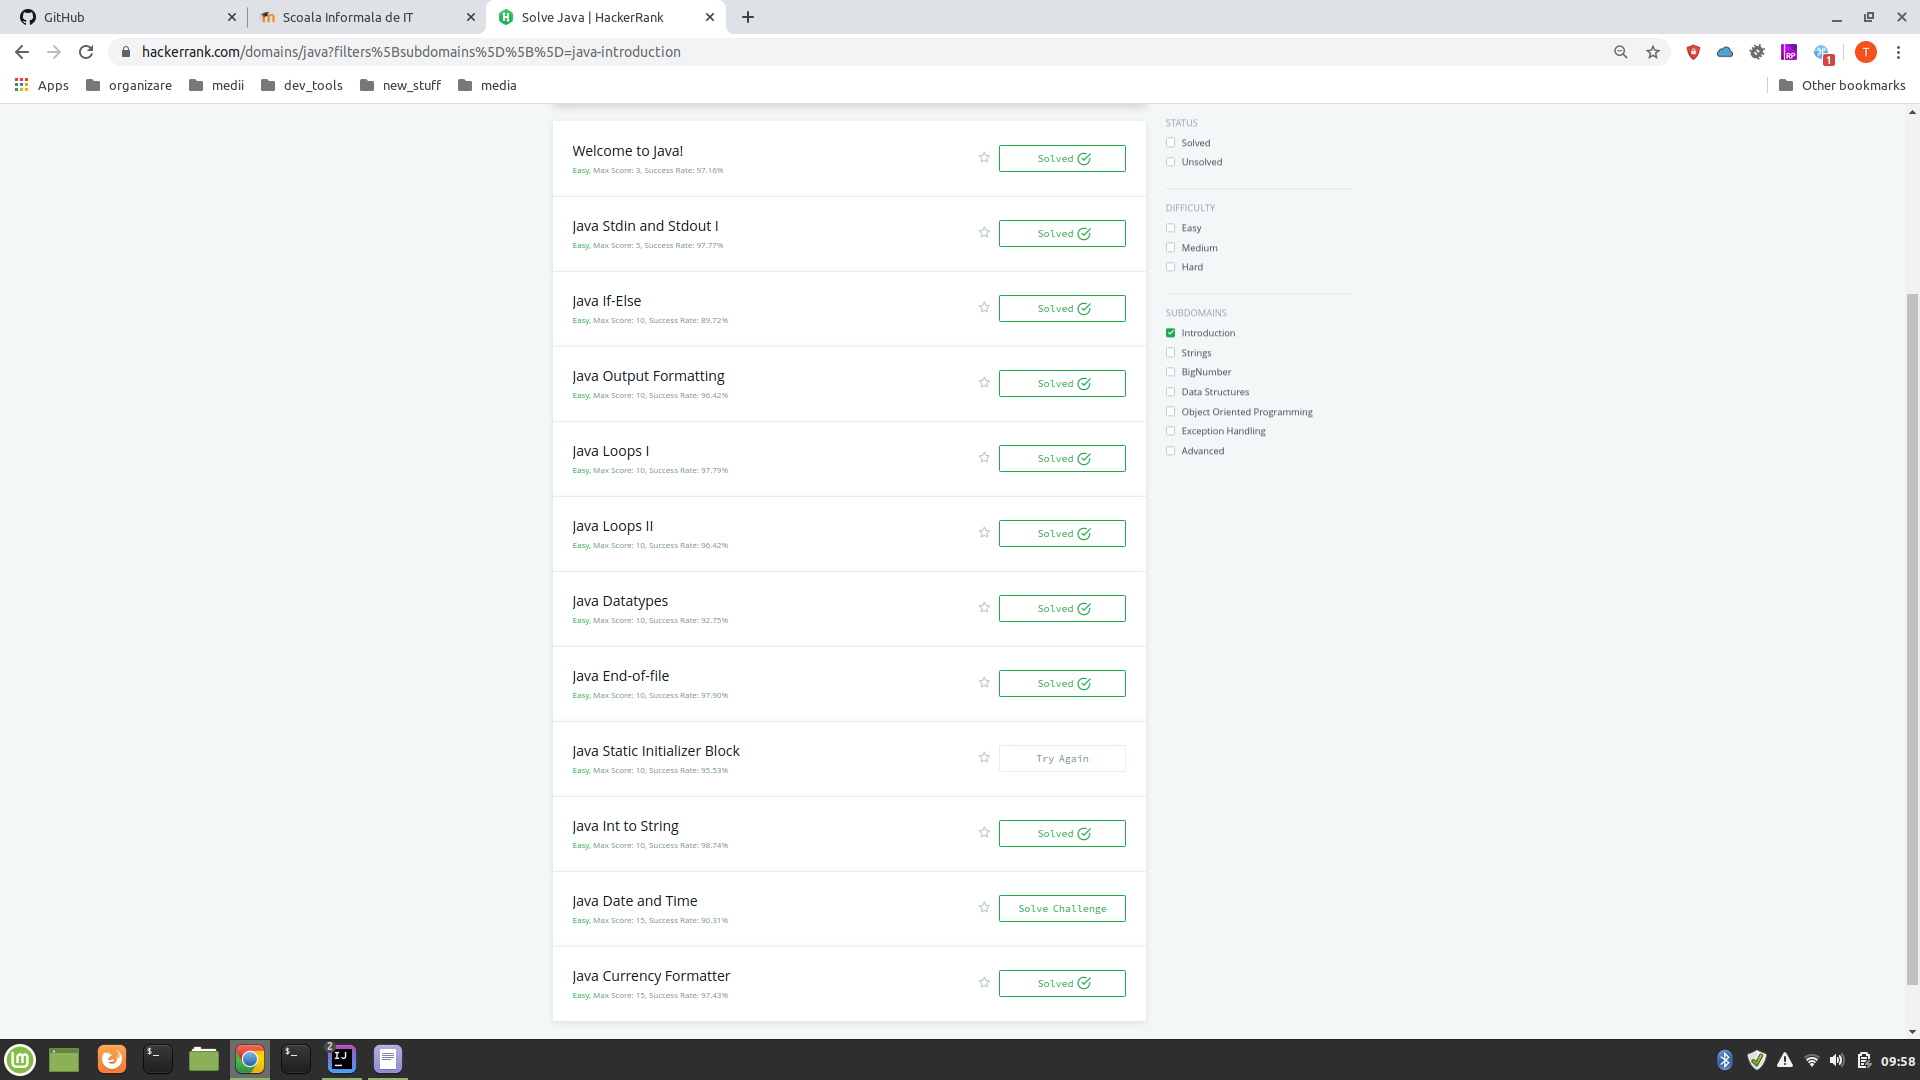 GitHub
Scoala Informala de IT
Solve Java | HackerRank
hackerrank.com/domains/java?filters%5Bsubdomains%5D%5B%5D=java-introduction
RP
1
T
Apps
organizare
medii
dev_tools
new_stuff
media
Other bookmarks
Welcome to Java!
Easy, Max Score: 3, Success Rate: 97.16%
Solved
Java Stdin and Stdout I
Easy, Max Score: 5, Success Rate: 97.77%
Solved
Java If-Else
Easy, Max Score: 10, Success Rate: 89.72%
Solved
Java Output Formatting
Easy, Max Score: 10, Success Rate: 96.42%
Solved
Java Loops I
Easy, Max Score: 10, Success Rate: 97.79%
Solved
Java Loops II
Easy, Max Score: 10, Success Rate: 96.42%
Solved
Java Datatypes
Easy, Max Score: 10, Success Rate: 92.75%
Solved
Java End-of-file
Easy, Max Score: 10, Success Rate: 97.90%
Solved
Java Static Initializer Block
Easy, Max Score: 10, Success Rate: 95.53%
Try Again
Java Int to String
Easy, Max Score: 10, Success Rate: 98.74%
Solved
Java Date and Time
Easy, Max Score: 15, Success Rate: 90.31%
Solve Challenge
Java Currency Formatter
Easy, Max Score: 15, Success Rate: 97.43%
Solved
STATUS
Solved
Unsolved
DIFFICULTY
Easy
Medium
Hard
SUBDOMAINS
Introduction
Strings
BigNumber
Data Structures
Object Oriented Programming
Exception Handling
Advanced
$_
$_
2
IJ
09:58